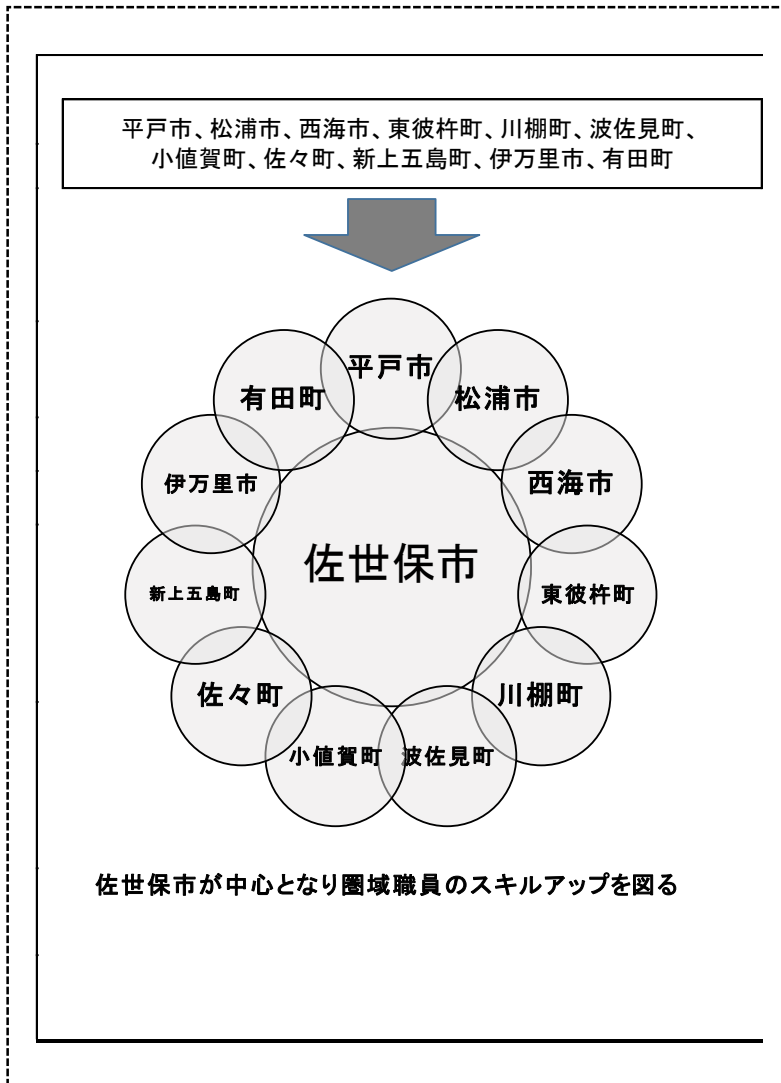 平戸市、松浦市、西海市、東彼杵町、川棚町、波佐見町、
小値賀町、佐々町、新上五島町、伊万里市、有田町
平戸市
松浦市
西海市
東彼杵町
川棚町
波佐見町
小値賀町
佐々町
新上五島町
伊万里市
有田町
佐世保市
佐世保市が中心となり圏域職員のスキルアップを図る